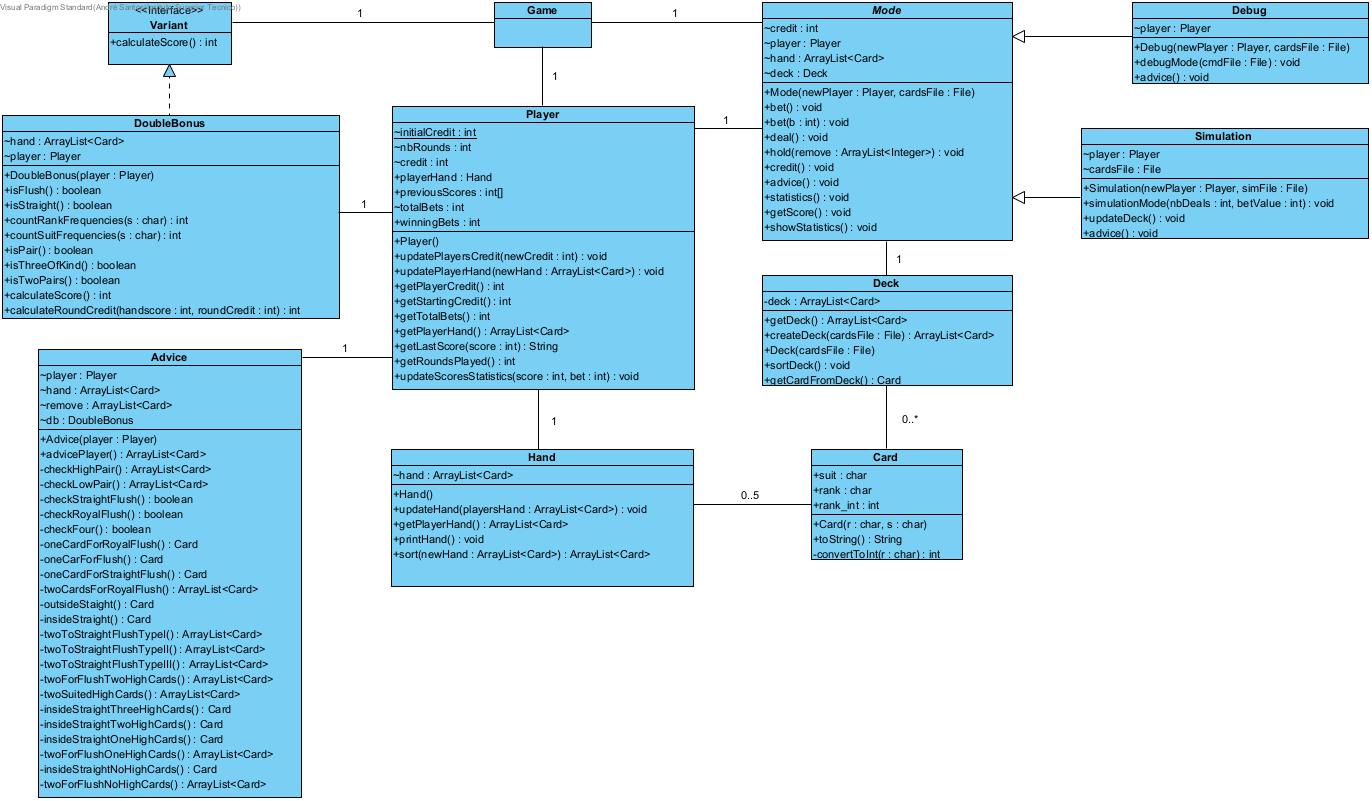 Visual Paradigm Standard(André Santos(Instituto Superior Tecnico))
<<Interface>>
Variant
+calculateScore() : int
1
Game
1
Mode
~credit : int
~player : Player
~hand : ArrayList<Card>
~deck : Deck
+Mode(newPlayer : Player, cardsFile : File)
+bet() : void
+bet(b : int) : void
+deal() : void
+hold(remove : ArrayList<Integer>) : void
+credit() : void
+advice() : void
+statistics() : void
+getScore() : void
+showStatistics() : void
Debug
~player : Player
+Debug(newPlayer : Player, cardsFile : File)
+debugMode(cmdFile : File) : void
+advice() : void
Simulation
~player : Player
~cardsFile : File
+Simulation(newPlayer : Player, simFile : File)
+simulationMode(nbDeals : int, betValue : int) : void
+updateDeck() : void
+advice() : void
1
DoubleBonus
~hand : ArrayList<Card>
~player : Player
+DoubleBonus(player : Player)
+isFlush() : boolean
+isStraight() : boolean
+countRankFrequencies(s : char) : int
+countSuitFrequencies(s : char) : int
+isPair() : boolean
+isThreeOfKind() : boolean
+isTwoPairs() : boolean
+calculateScore() : int
+calculateRoundCredit(handscore : int, roundCredit : int) : int
1
Player
~initialCredit : int
~nbRounds : int
~credit : int
+playerHand : Hand
+previousScores : int[]
~totalBets : int
+winningBets : int
+Player()
+updatePlayersCredit(newCredit : int) : void
+updatePlayerHand(newHand : ArrayList<Card>) : void
+getPlayerCredit() : int
+getStartingCredit() : int
+getTotalBets() : int
+getPlayerHand() : ArrayList<Card>
+getLastScore(score : int) : String
+getRoundsPlayed() : int
+updateScoresStatistics(score : int, bet : int) : void
1
1
Deck
-deck : ArrayList<Card>
+getDeck() : ArrayList<Card>
+createDeck(cardsFile : File) : ArrayList<Card>
+Deck(cardsFile : File)
+sortDeck() : void
+getCardFromDeck() : Card
1
Advice
~player : Player
~hand : ArrayList<Card>
~remove : ArrayList<Card>
~db : DoubleBonus
+Advice(player : Player)
+advicePlayer() : ArrayList<Card>
-checkHighPair() : ArrayList<Card>
-checkLowPair() : ArrayList<Card>
-checkStraightFlush() : boolean
-checkRoyalFlush() : boolean
-checkFour() : boolean
-oneCardForRoyalFlush() : Card
-oneCarForFlush() : Card
-oneCardForStraightFlush() : Card
-twoCardsForRoyalFlush() : ArrayList<Card>
-outsideStaight() : Card
-insideStraight() : Card
-twoToStraightFlushTypeI() : ArrayList<Card>
-twoToStraightFlushTypeII() : ArrayList<Card>
-twoToStraightFlushTypeIII() : ArrayList<Card>
-twoForFlushTwoHighCards() : ArrayList<Card>
-twoSuitedHighCards() : ArrayList<Card>
-insideStraightThreeHighCards() : Card
-insideStraightTwoHighCards() : Card
-insideStraightOneHighCards() : Card
-twoForFlushOneHighCards() : ArrayList<Card>
-insideStraightNoHighCards() : Card
-twoForFlushNoHighCards() : ArrayList<Card>
1
0..*
Hand
~hand : ArrayList<Card>
+Hand()
+updateHand(playersHand : ArrayList<Card>) : void
+getPlayerHand() : ArrayList<Card>
+printHand() : void
+sort(newHand : ArrayList<Card>) : ArrayList<Card>
0..5
Card
+suit : char
+rank : char
+rank_int : int
+Card(r : char, s : char)
+toString() : String
-convertToInt(r : char) : int